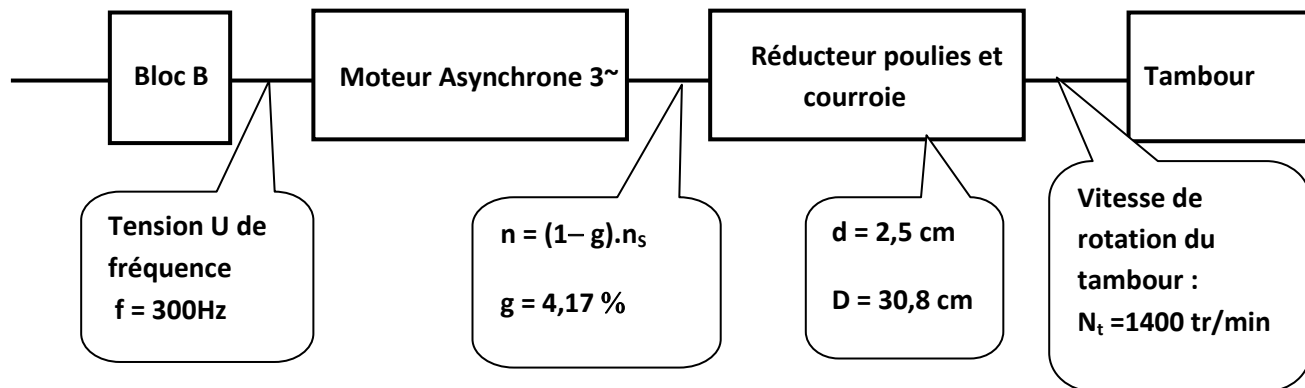 Bloc B
Moteur Asynchrone 3~
Réducteur poulies et
courroie
Tambour
Tension U de
fréquence
f = 300Hz
n = (1– g).nS
g = 4,17 %
d = 2,5 cm
D = 30,8 cm
Vitesse de
rotation du
tambour :
Nt =1400 tr/min